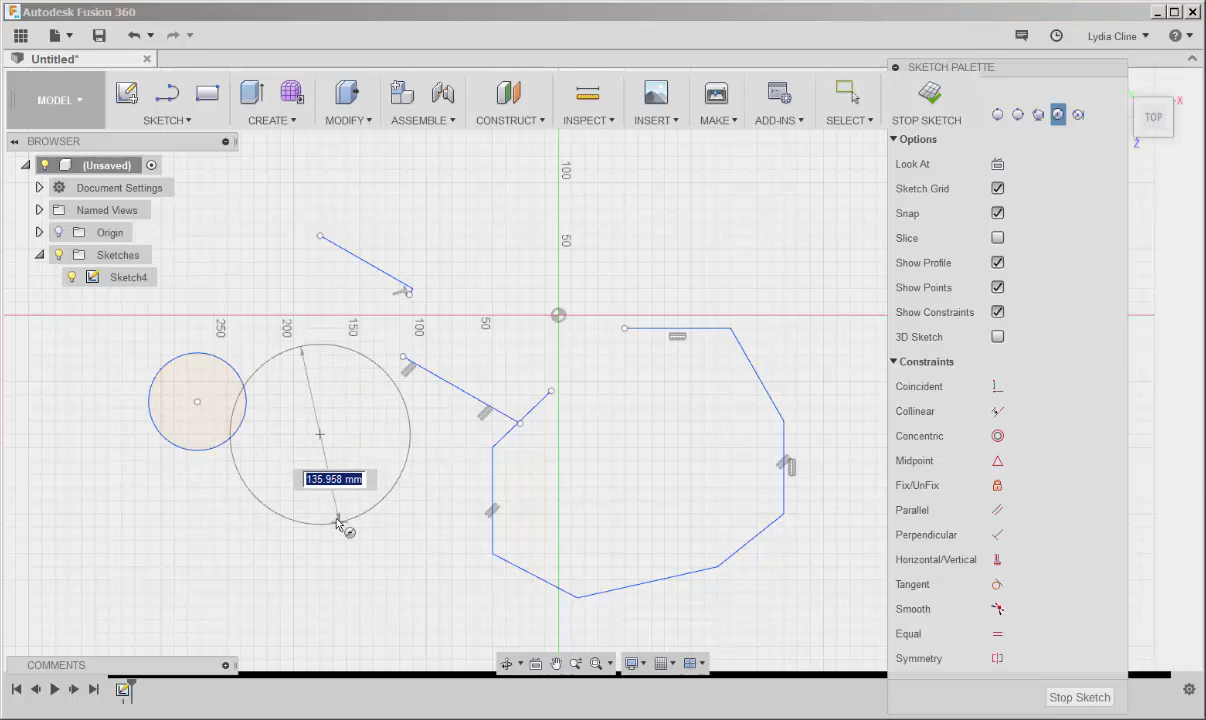 Autodesk Fusion 360
Lydia Cline
Untitled*
MODEL
SKETCH
CREATE
MODIFY
ASSEMBLE
CONSTRUCT
INSPECT
INSERT
MAKE
ADD-INS
SELECT
STOP SKETCH
SKETCH PALETTE
TOP
X
Z
BROWSER
(Unsaved)
Document Settings
Named Views
Origin
Sketches
Sketch4
100
50
250
200
150
100
50
135.958 mm
Options
Look At
Sketch Grid
Snap
Slice
Show Profile
Show Points
Show Constraints
3D Sketch
Constraints
Coincident
Collinear
Concentric
Midpoint
Fix/UnFix
Parallel
Perpendicular
Horizontal/Vertical
Tangent
Smooth
Equal
Symmetry
Stop Sketch
COMMENTS